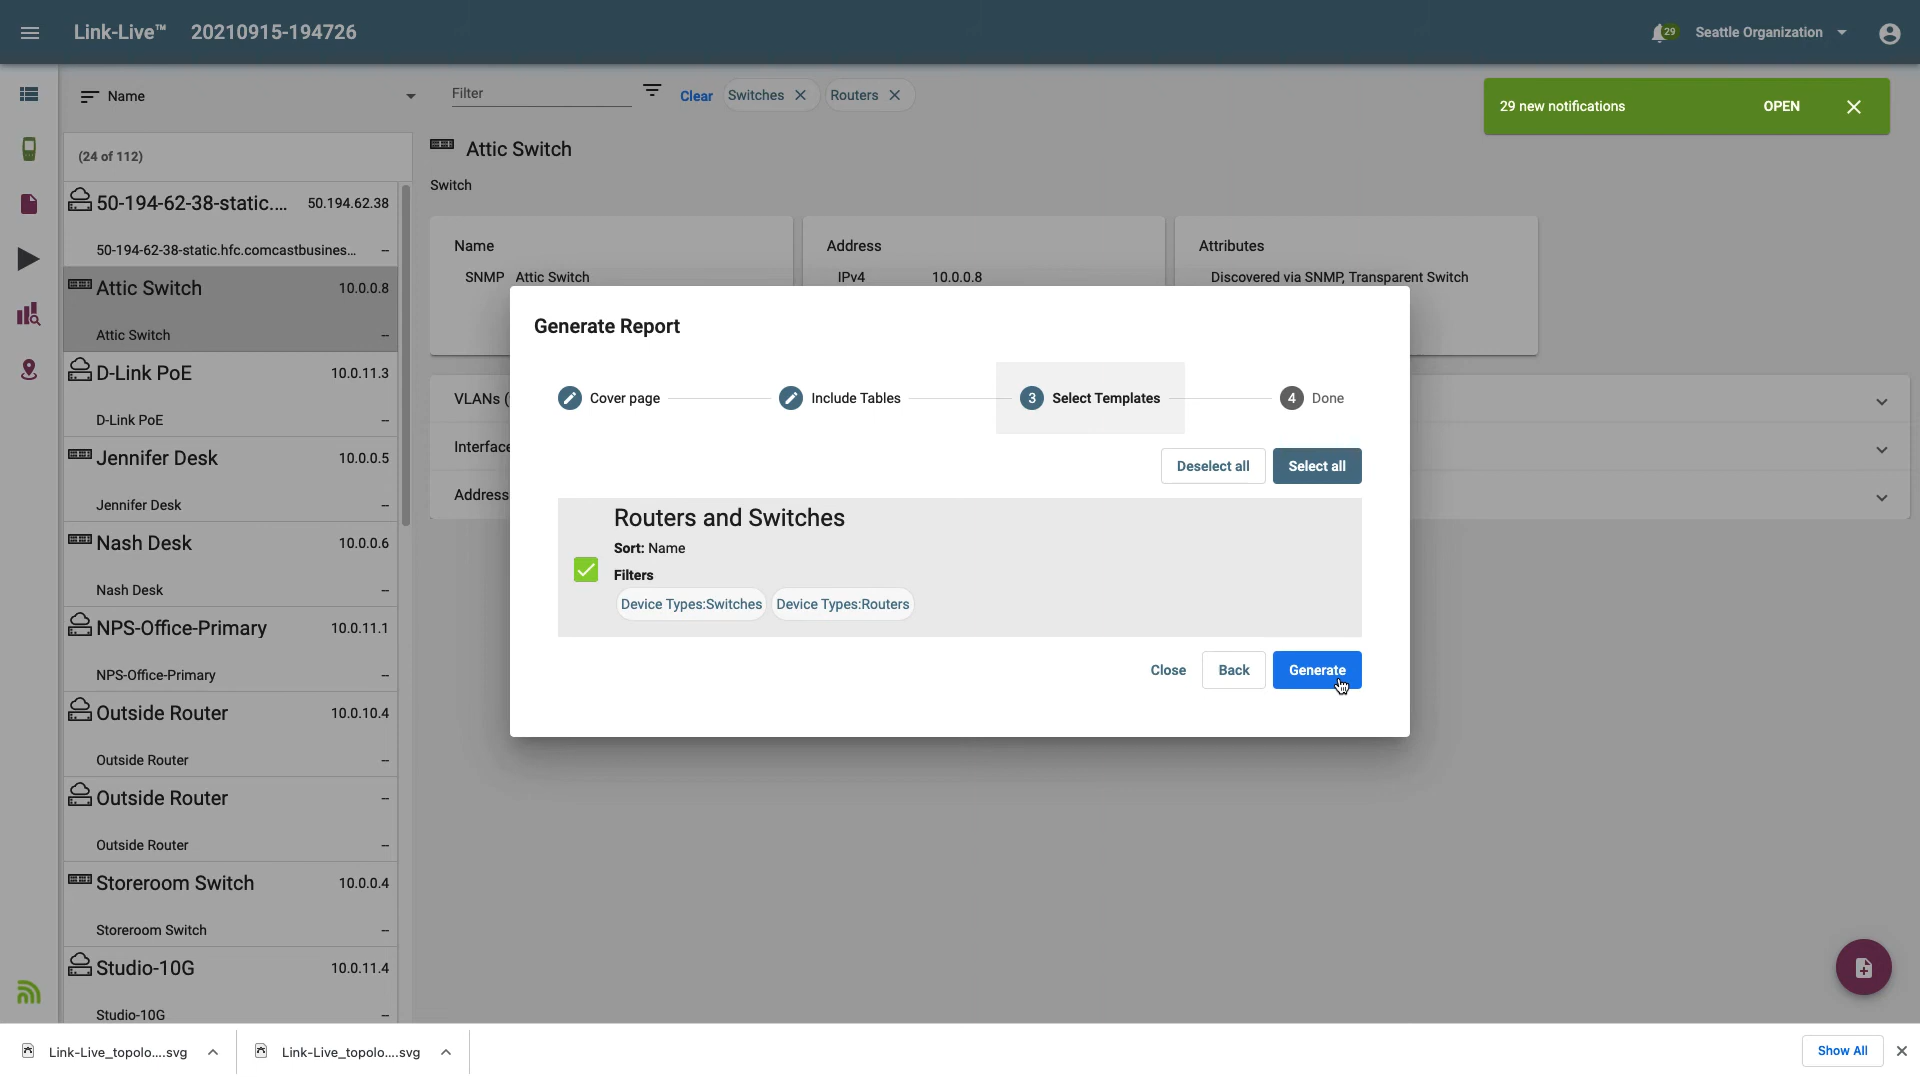 Link-Live™ 20210915-194726
29 Seattle Organization
Name
Filter
Clear Switches Routers
29 new notifications OPEN
(24 of 112)
50-194-62-38-static.... 50.194.62.38
50-194-62-38-static.hfc.comcastbusines... --
Attic Switch 10.0.0.8
Attic Switch --
D-Link PoE 10.0.11.3
D-Link PoE --
Jennifer Desk 10.0.0.5
Jennifer Desk --
Nash Desk 10.0.0.6
Nash Desk --
NPS-Office-Primary 10.0.11.1
NPS-Office-Primary --
Outside Router 10.0.10.4
Outside Router --
Outside Router --
Outside Router --
Storeroom Switch 10.0.0.4
Storeroom Switch --
Studio-10G 10.0.11.4
Studio-10G --
Attic Switch
Switch
Name
SNMP Attic Switch
Address
IPv4 10.0.0.8
Attributes
Discovered via SNMP, Transparent Switch
VLANs (
Interface
Address
Generate Report
Cover page
Include Tables
3 Select Templates
4 Done
Deselect all Select all
Routers and Switches
Sort: Name
Filters
Device Types:Switches Device Types:Routers
Close Back Generate
Link-Live_topolo....svg Link-Live_topolo....svg Show All